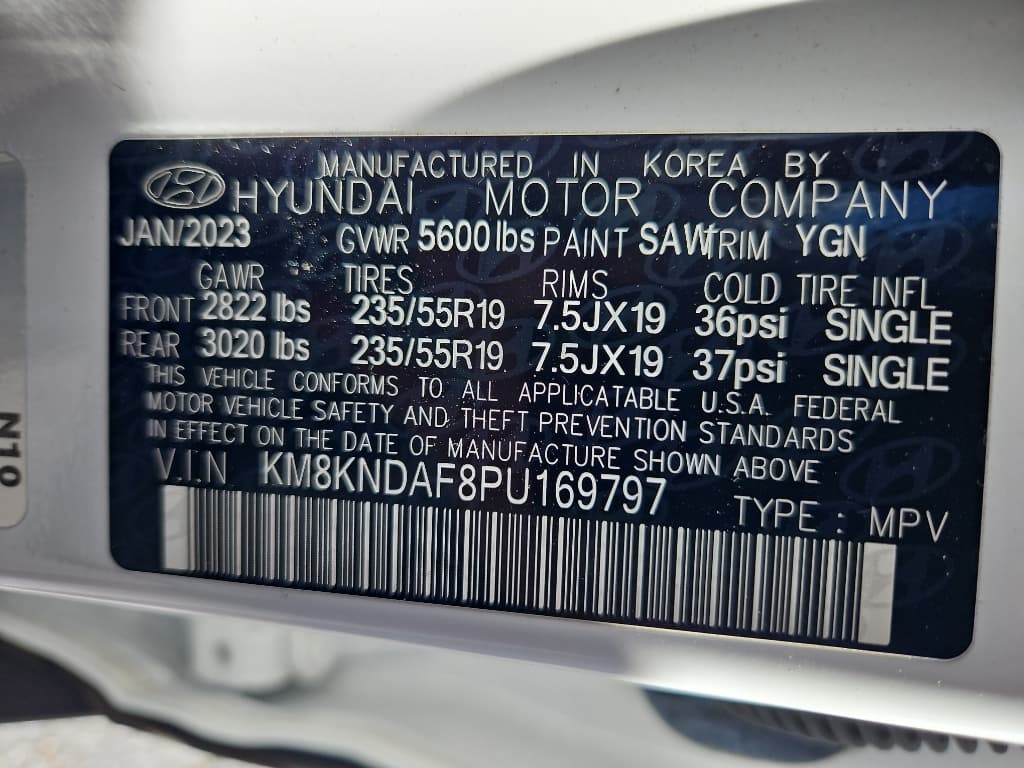 MANUFACTURED IN KOREA BY
HYUNDAI MOTOR COMPANY
JAN/2023 GVWR 5600 lbs PAINT SAW TRIM YGN
GAWR TIRES RIMS COLD TIRE INFL
FRONT 2822 lbs 235/55R19 7.5JX19 36psi SINGLE
REAR 3020 lbs 235/55R19 7.5JX19 37psi SINGLE
THIS VEHICLE CONFORMS TO ALL APPLICATABLE U.S.A. FEDERAL
MOTOR VEHICLE SAFETY AND THEFT PREVENTION STANDARDS
IN EFFECT ON THE DATE OF MANUFACTURE SHOWN ABOVE
V.I.N KM8KNDAF8PU169797
TYPE : MPV
N10